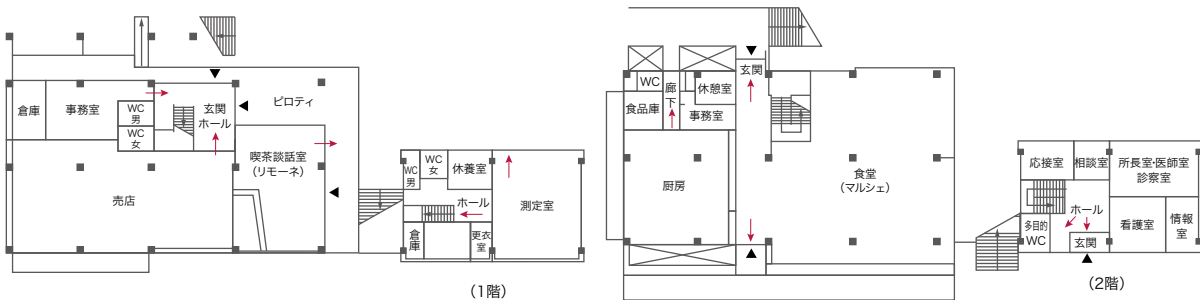 倉庫
事務室
WC
男
WC
女
玄関
ホール
ピロティ
喫茶談話室
（リモーネ）
売店
WC
男
WC
女
休養室
ホール
測定室
倉
庫
更衣
室
（1階）
WC
廊
下
休憩室
玄関
食品庫
事務室
厨房
食堂
（マルシェ）
応接室
相談室
所長室・医師室
診察室
ホール
多目的
WC
玄関
看護室
情報
室
（2階）